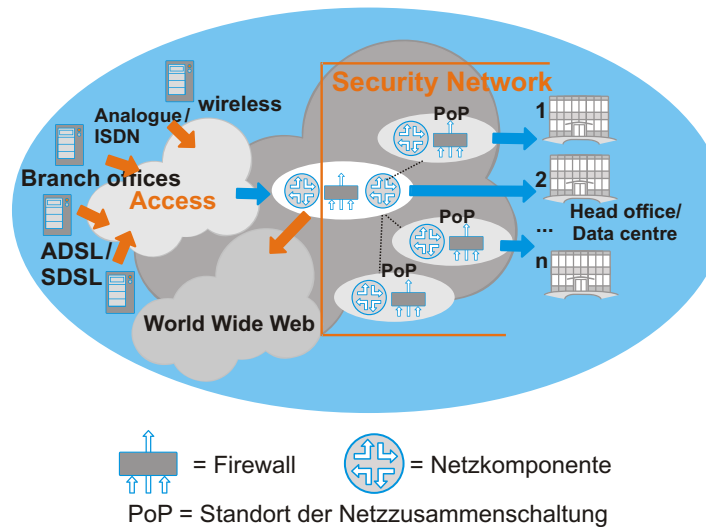 Security Network
wireless
Analogue/
ISDN
PoP
1
Branch offices
Access
2
PoP
Head office/
Data centre
...
ADSL/
SDSL
n
PoP
World Wide Web
= Firewall
= Netzkomponente
PoP = Standort der Netzzusammenschaltung